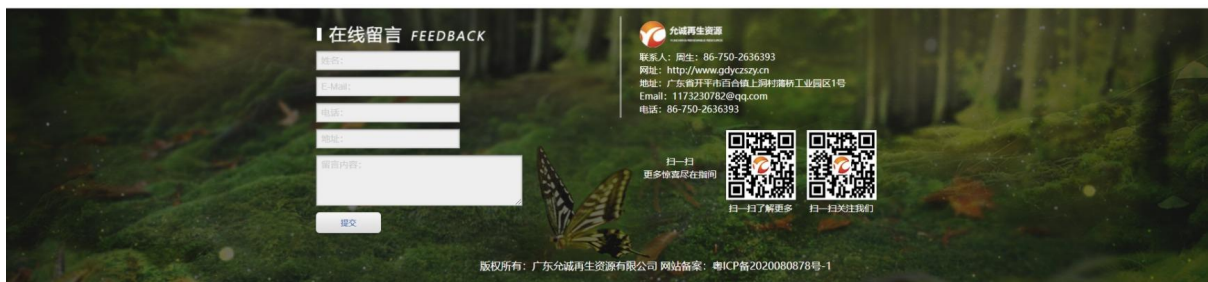 在线留言 FEEDBACK
姓名：
E-Mail：
电话：
地址：
留言内容：
提交
允诚再生资源
联系人：周生：86-750-2636393
网址：http://www.gdyczszy.cn
地址：广东省开平市百合镇上洞村蒲桥工业园区1号
Email：1173230782@qq.com
电话：86-750-2636393
扫一扫
更多惊喜尽在指间
扫一扫了解更多
扫一扫关注我们
版权所有：广东允诚再生资源有限公司 网站备案：粤ICP备2020080878号-1